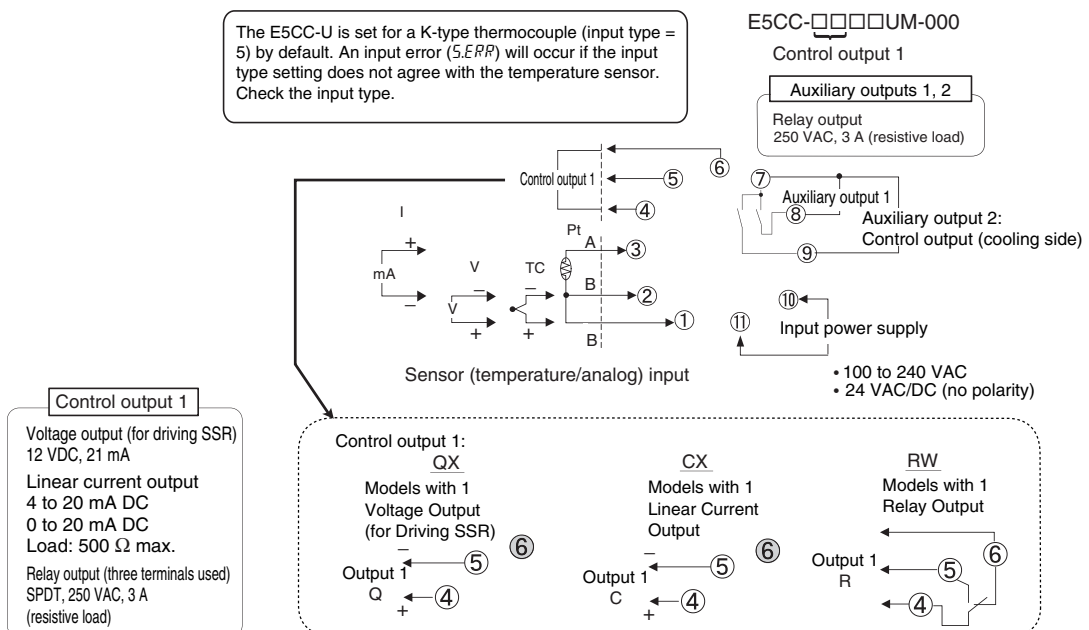 The E5CC-U is set for a K-type thermocouple (input type =
5) by default. An input error (S.ERR) will occur if the input
type setting does not agree with the temperature sensor.
Check the input type.
E5CC-□□□□UM-000
Control output 1
Auxiliary outputs 1, 2
Relay output
250 VAC, 3 A (resistive load)
Control output 1
⑥
⑤
④
⑦
Auxiliary output 1
⑧
Auxiliary output 2:
Control output (cooling side)
⑨
I
+
mA
−
V
−
V
+
TC
−
+
Pt
A
③
B
②
①
B
⑩
⑪
Input power supply
• 100 to 240 VAC
• 24 VAC/DC (no polarity)
Sensor (temperature/analog) input
Control output 1
Voltage output (for driving SSR)
12 VDC, 21 mA
Linear current output
4 to 20 mA DC
0 to 20 mA DC
Load: 500 Ω max.
Relay output (three terminals used)
SPDT, 250 VAC, 3 A
(resistive load)
Control output 1:
QX
Models with 1
Voltage Output
(for Driving SSR)
⑥
−
⑤
Output 1
Q
④
+
CX
Models with 1
Linear Current
Output
⑥
−
⑤
Output 1
C
④
+
RW
Models with 1
Relay Output
⑥
Output 1
⑤
R
④